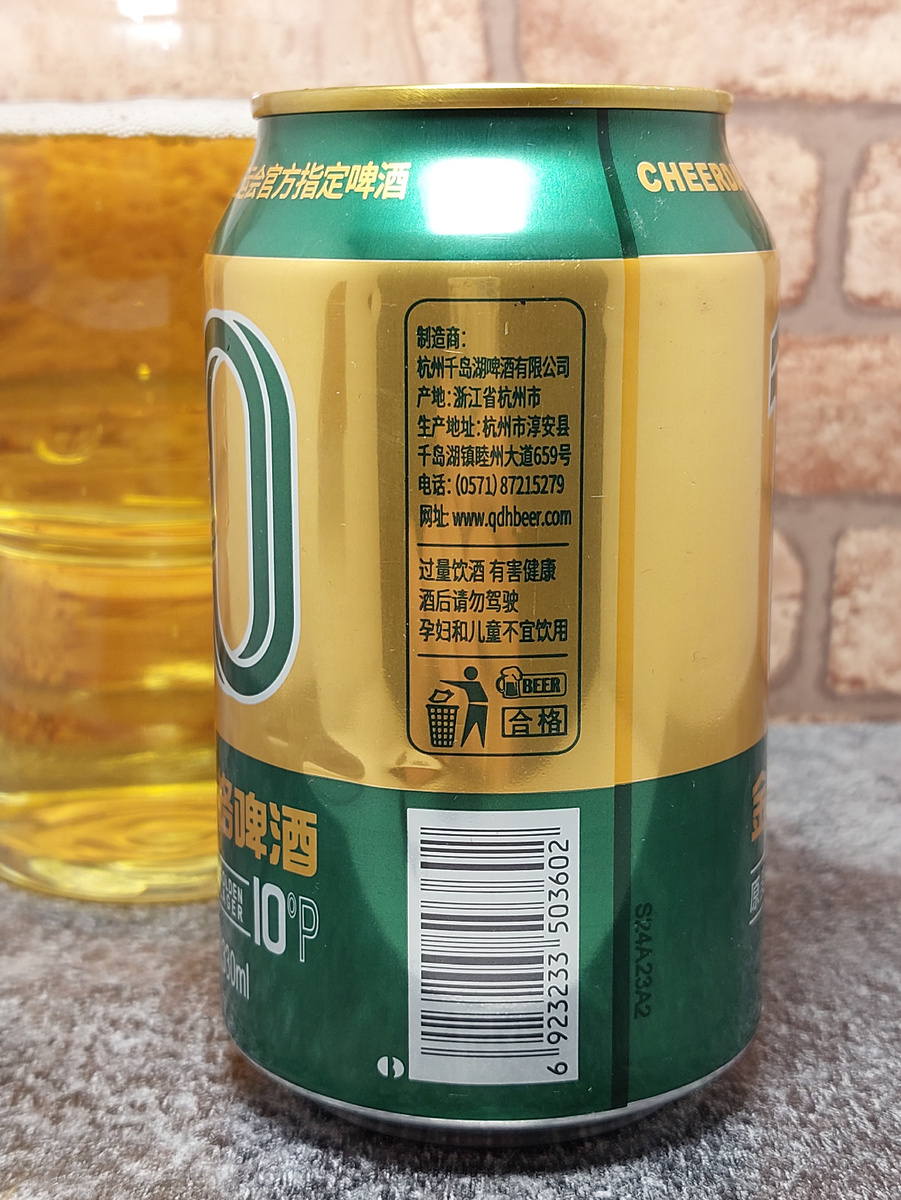 会官方指定啤酒
CHEERD
制造商：
杭州千岛湖啤酒有限公司
产地：浙江省杭州市
生产地址：杭州市淳安县
千岛湖镇睦州大道659号
电话：(0571) 87215279
网址 www.qdhbeer.com
过量饮酒 有害健康
酒后请勿驾驶
孕妇和儿童不宜饮用
BEER
合格
啤酒
10°P
30ml
6 923233 503602
S24A23A2
金
原